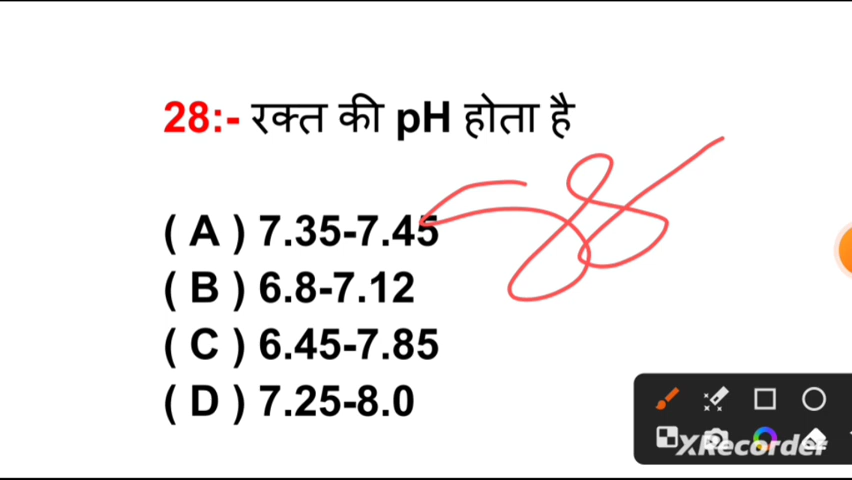 28:- रक्त की pH होता है
( A ) 7.35-7.45
( B ) 6.8-7.12
( C ) 6.45-7.85
( D ) 7.25-8.0
XRecorder